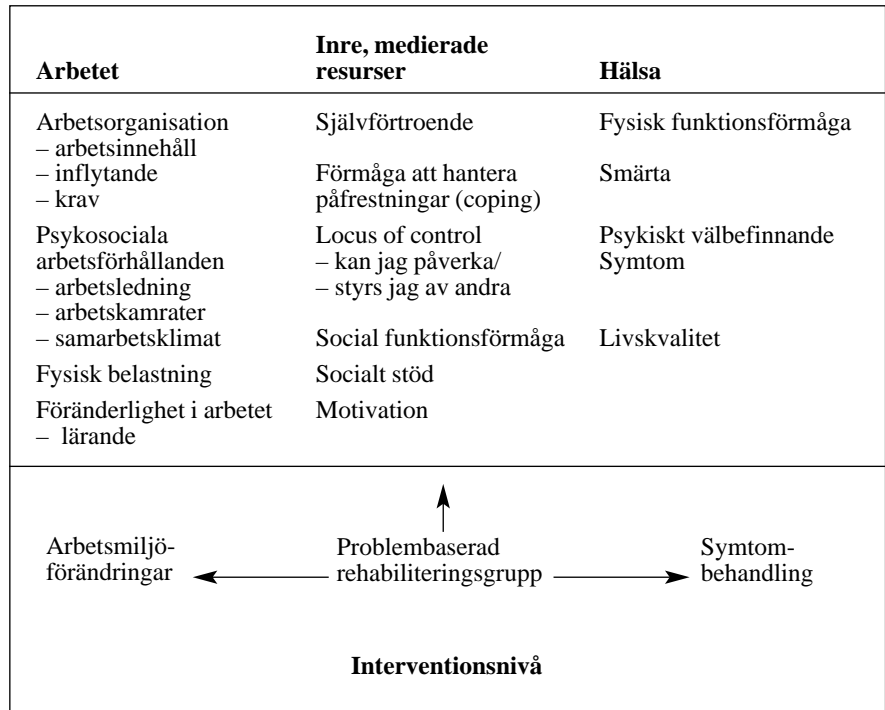 Arbetet
Inre, medierade
resurser
Hälsa
Arbetsorganisation
– arbetsinnehåll
– inflytande
– krav
Psykosociala
arbetsförhållanden
– arbetsledning
– arbetskamrater
– samarbetsklimat
Fysisk belastning
Föränderlighet i arbetet
– lärande
Självförtroende
Förmåga att hantera
påfrestningar (coping)
Locus of control
– kan jag påverka/
– styrs jag av andra
Social funktionsförmåga
Socialt stöd
Motivation
Fysisk funktionsförmåga
Smärta
Psykiskt välbefinnande
Symtom
Livskvalitet
Arbetsmiljö-
förändringar
Problembaserad
rehabiliteringsgrupp
Symtom-
behandling
Interventionsnivå